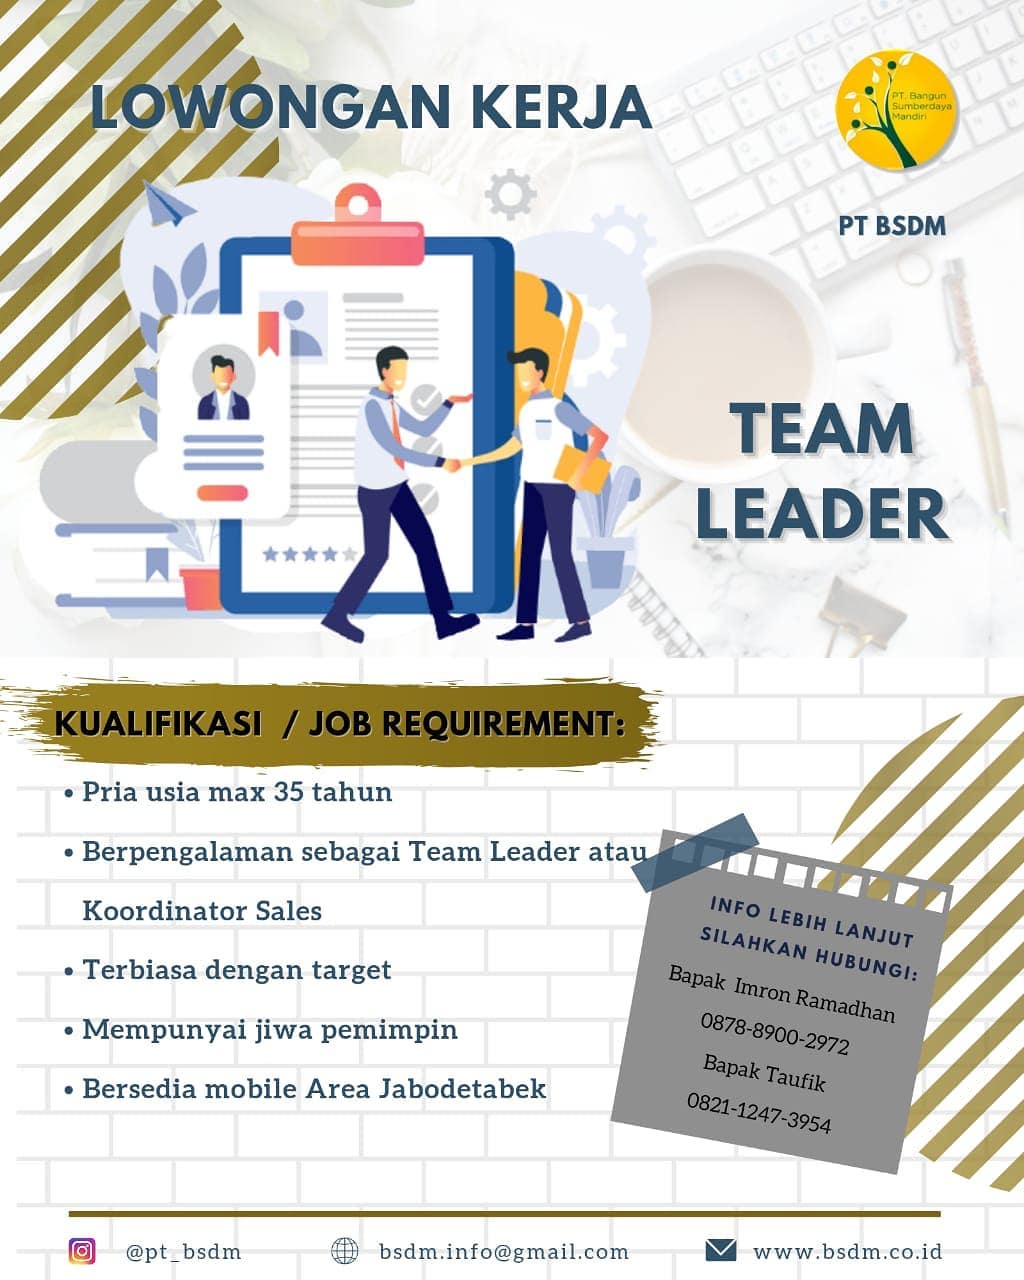 LOWONGAN KERJA
PT. Bangun
Sumberdaya
Mandiri
PT BSDM
TEAM
LEADER
KUALIFIKASI / JOB REQUIREMENT:
• Pria usia max 35 tahun
• Berpengalaman sebagai Team Leader atau
Koordinator Sales
• Terbiasa dengan target
• Mempunyai jiwa pemimpin
• Bersedia mobile Area Jabodetabek
INFO LEBIH LANJUT
SILAHKAN HUBUNGI:
Bapak Imron Ramadhan
0878-8900-2972
Bapak Taufik
0821-1247-3954
@pt_bsdm bsdm.info@gmail.com www.bsdm.co.id